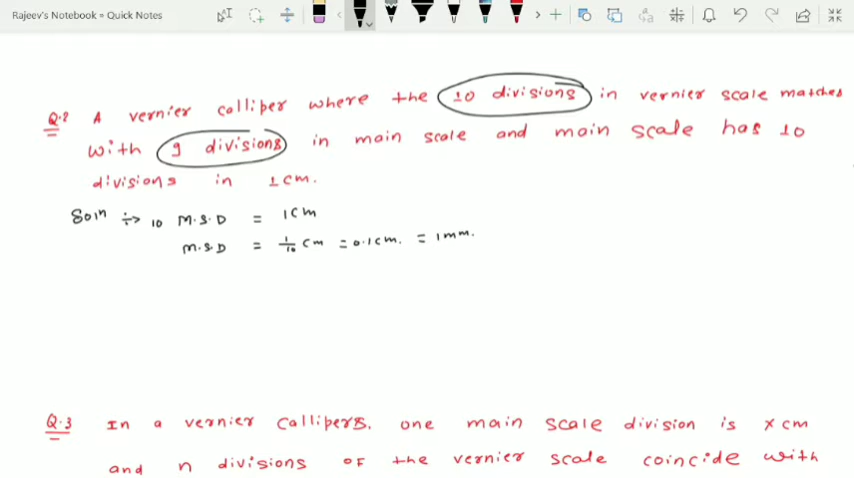 Rajeev's Notebook » Quick Notes
Q.2 A vernier calliper where the 10 divisions in vernier scale matches
with 9 divisions in main scale and main scale has 10
divisions in 1cm.
Soln ÷> 10 M.S.D = 1cm
M.S.D = 1/10 cm = 0.1cm. = 1mm.
Q.3 In a vernier callipers, one main scale division is x cm
and n divisions of the vernier scale coincide with